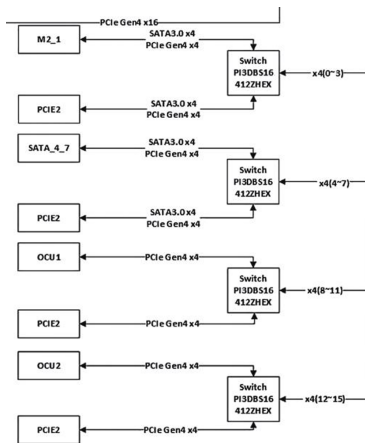 PCIe Gen4 x16
M2_1
SATA3.0 x4
PCIe Gen4 x4
Switch
PI3DBS16
412ZHEX
x4(0~3)
PCIE2
SATA3.0 x4
PCIe Gen4 x4
SATA_4_7
SATA3.0 x4
PCIe Gen4 x4
Switch
PI3DBS16
412ZHEX
x4(4~7)
PCIE2
SATA3.0 x4
PCIe Gen4 x4
OCU1
PCIe Gen4 x4
Switch
PI3DBS16
412ZHEX
x4(8~11)
PCIE2
PCIe Gen4 x4
OCU2
PCIe Gen4 x4
Switch
PI3DBS16
412ZHEX
x4(12~15)
PCIE2
PCIe Gen4 x4